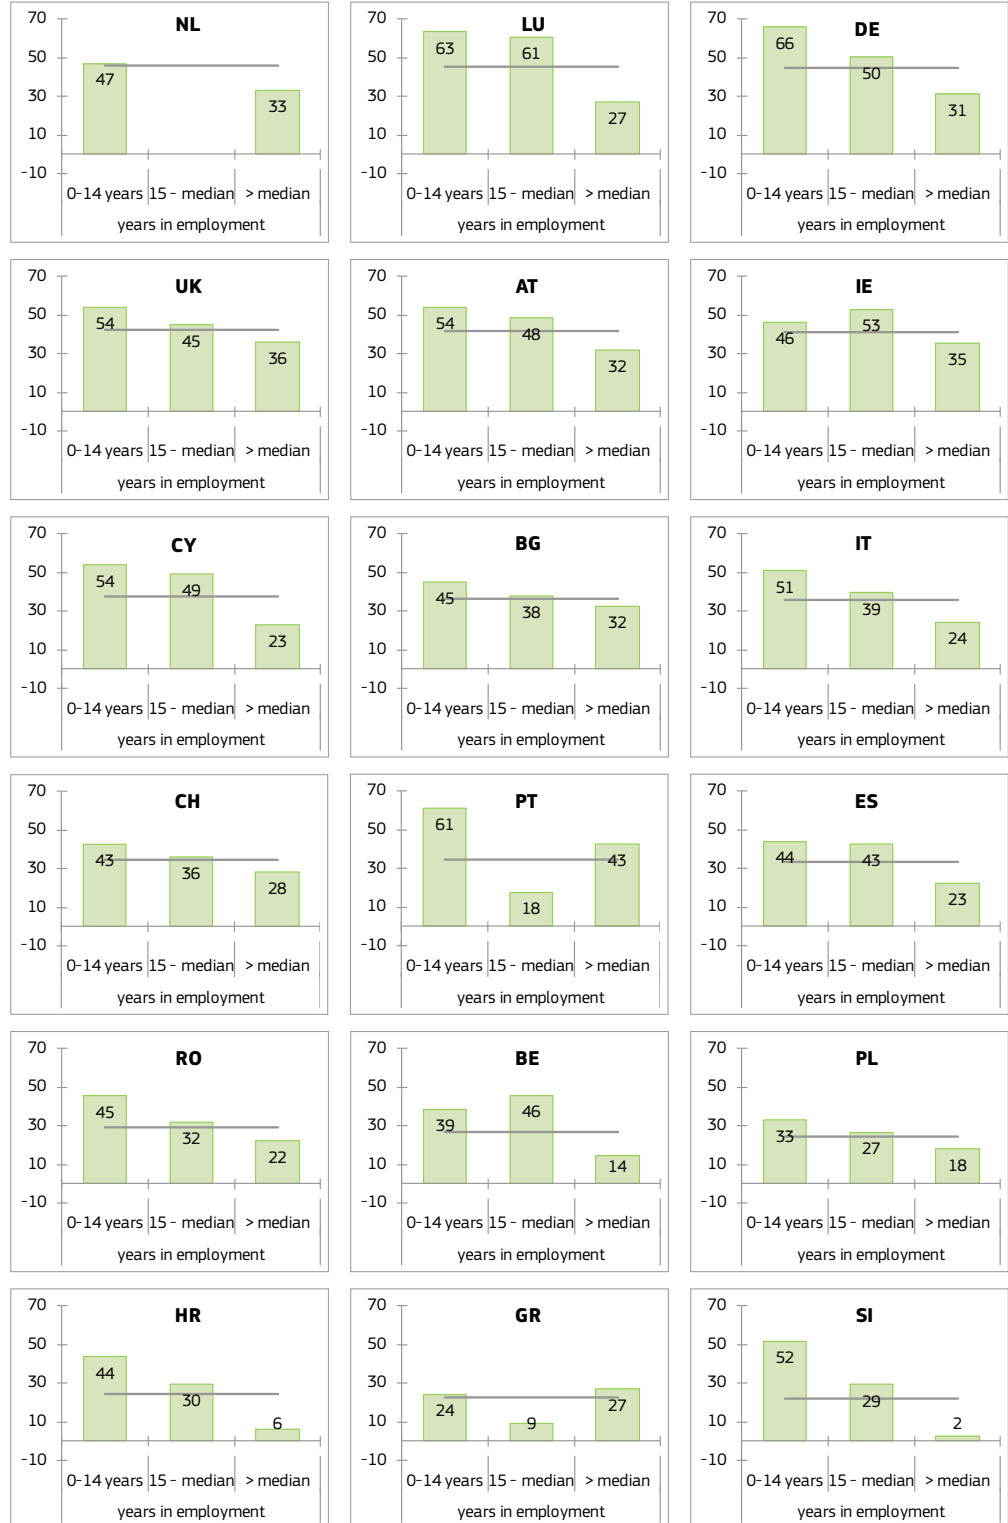 NL
70
50
30
10
-10
47
33
0-14 years 15 - median > median
years in employment
LU
70
50
30
10
-10
63
61
27
0-14 years 15 - median > median
years in employment
DE
70
50
30
10
-10
66
50
31
0-14 years 15 - median > median
years in employment
UK
70
50
30
10
-10
54
45
36
0-14 years 15 - median > median
years in employment
AT
70
50
30
10
-10
54
48
32
0-14 years 15 - median > median
years in employment
IE
70
50
30
10
-10
46
53
35
0-14 years 15 - median > median
years in employment
CY
70
50
30
10
-10
54
49
23
0-14 years 15 - median > median
years in employment
BG
70
50
30
10
-10
45
38
32
0-14 years 15 - median > median
years in employment
IT
70
50
30
10
-10
51
39
24
0-14 years 15 - median > median
years in employment
CH
70
50
30
10
-10
43
36
28
0-14 years 15 - median > median
years in employment
PT
70
50
30
10
-10
61
18
43
0-14 years 15 - median > median
years in employment
ES
70
50
30
10
-10
44
43
23
0-14 years 15 - median > median
years in employment
RO
70
50
30
10
-10
45
32
22
0-14 years 15 - median > median
years in employment
BE
70
50
30
10
-10
39
46
14
0-14 years 15 - median > median
years in employment
PL
70
50
30
10
-10
33
27
18
0-14 years 15 - median > median
years in employment
HR
70
50
30
10
-10
44
30
6
0-14 years 15 - median > median
years in employment
GR
70
50
30
10
-10
24
9
27
0-14 years 15 - median > median
years in employment
SI
70
50
30
10
-10
52
29
2
0-14 years 15 - median > median
years in employment